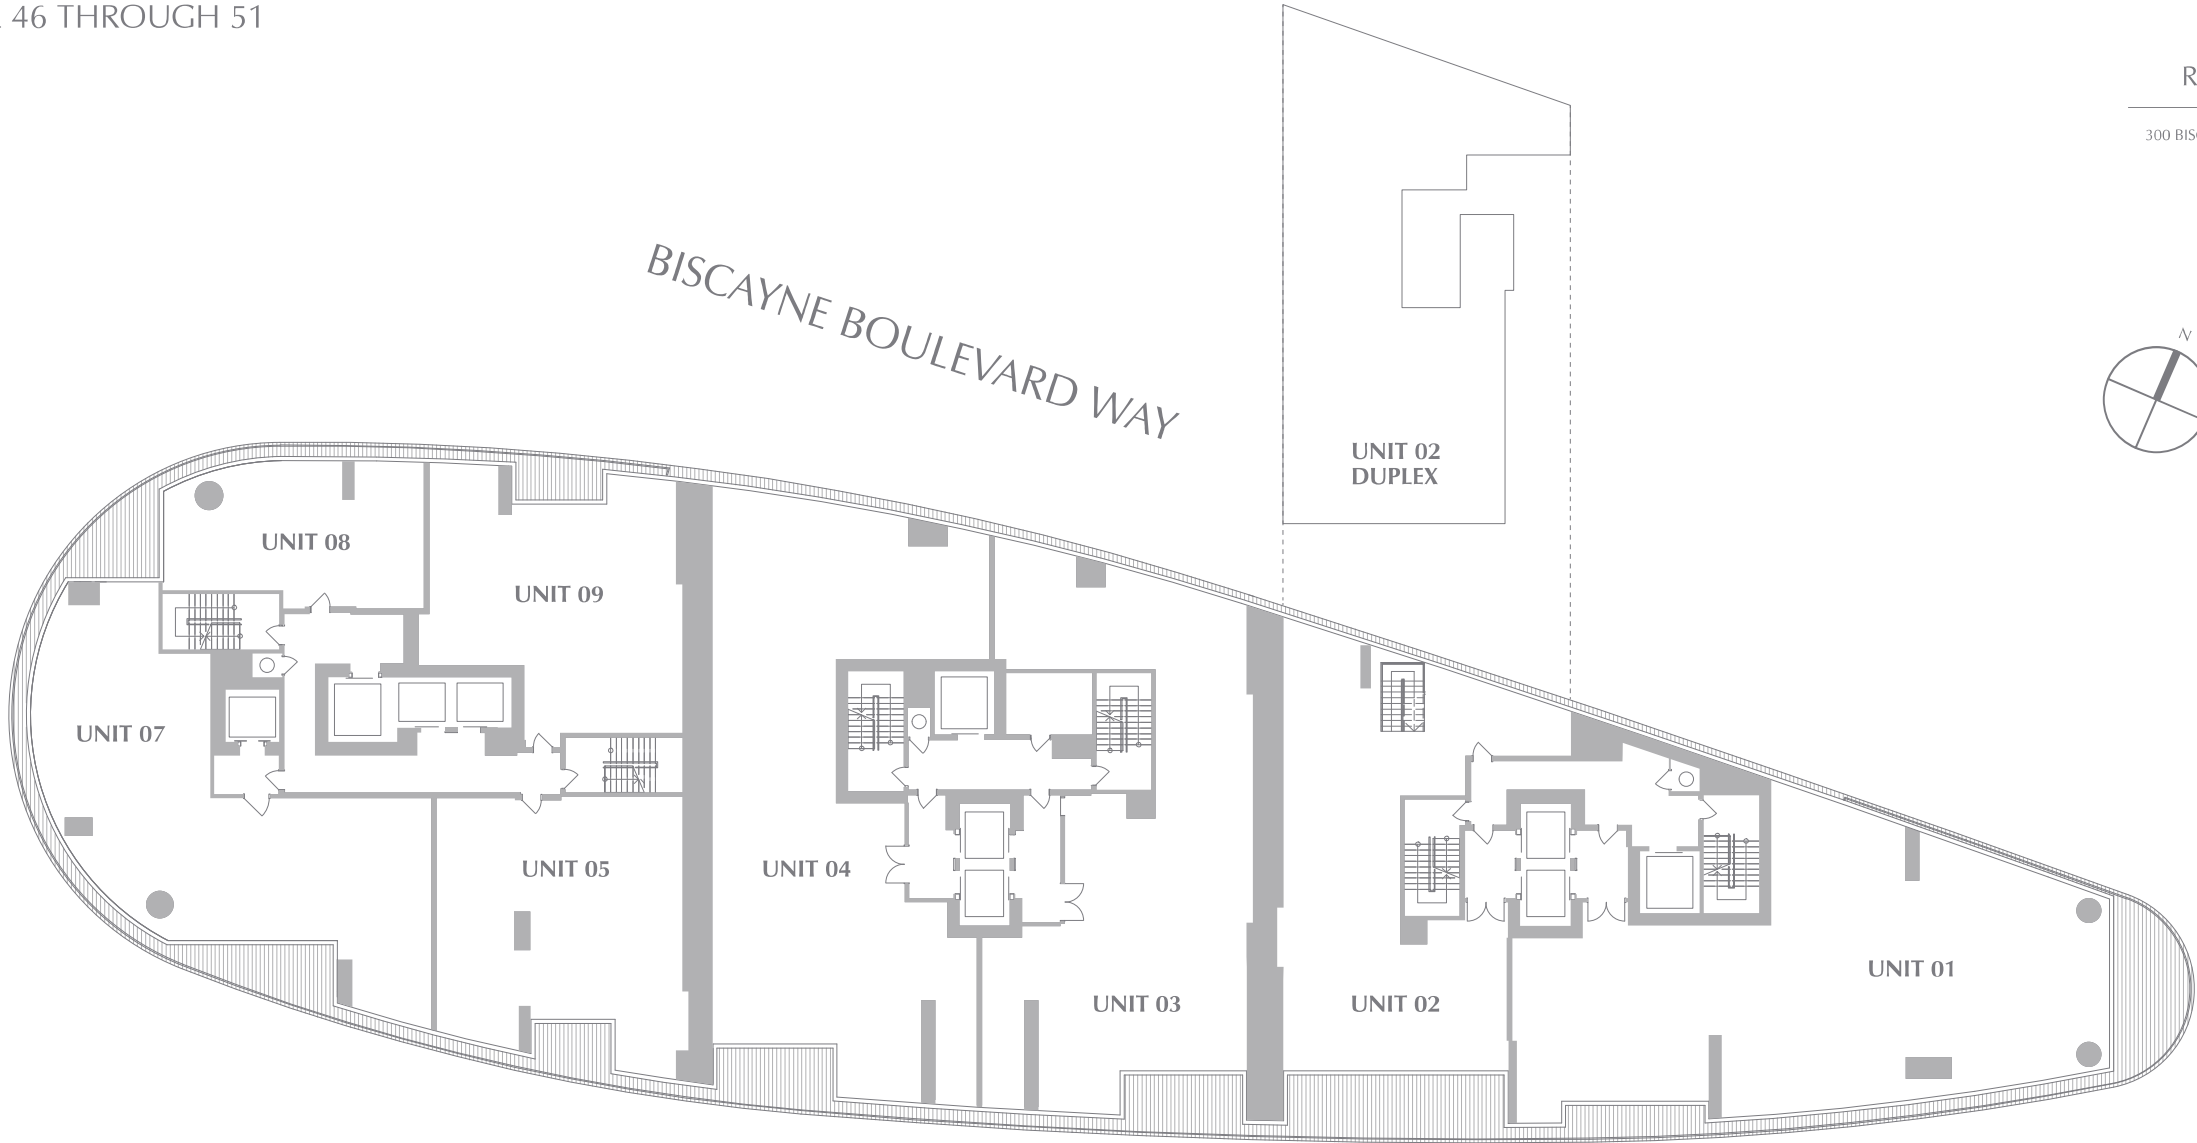 46 THROUGH 51
R
300 BIS
BISCAYNE BOULEVARD WAY
N
UNIT 02
DUPLEX
UNIT 08
UNIT 09
UNIT 07
UNIT 05
UNIT 04
UNIT 03
UNIT 02
UNIT 01